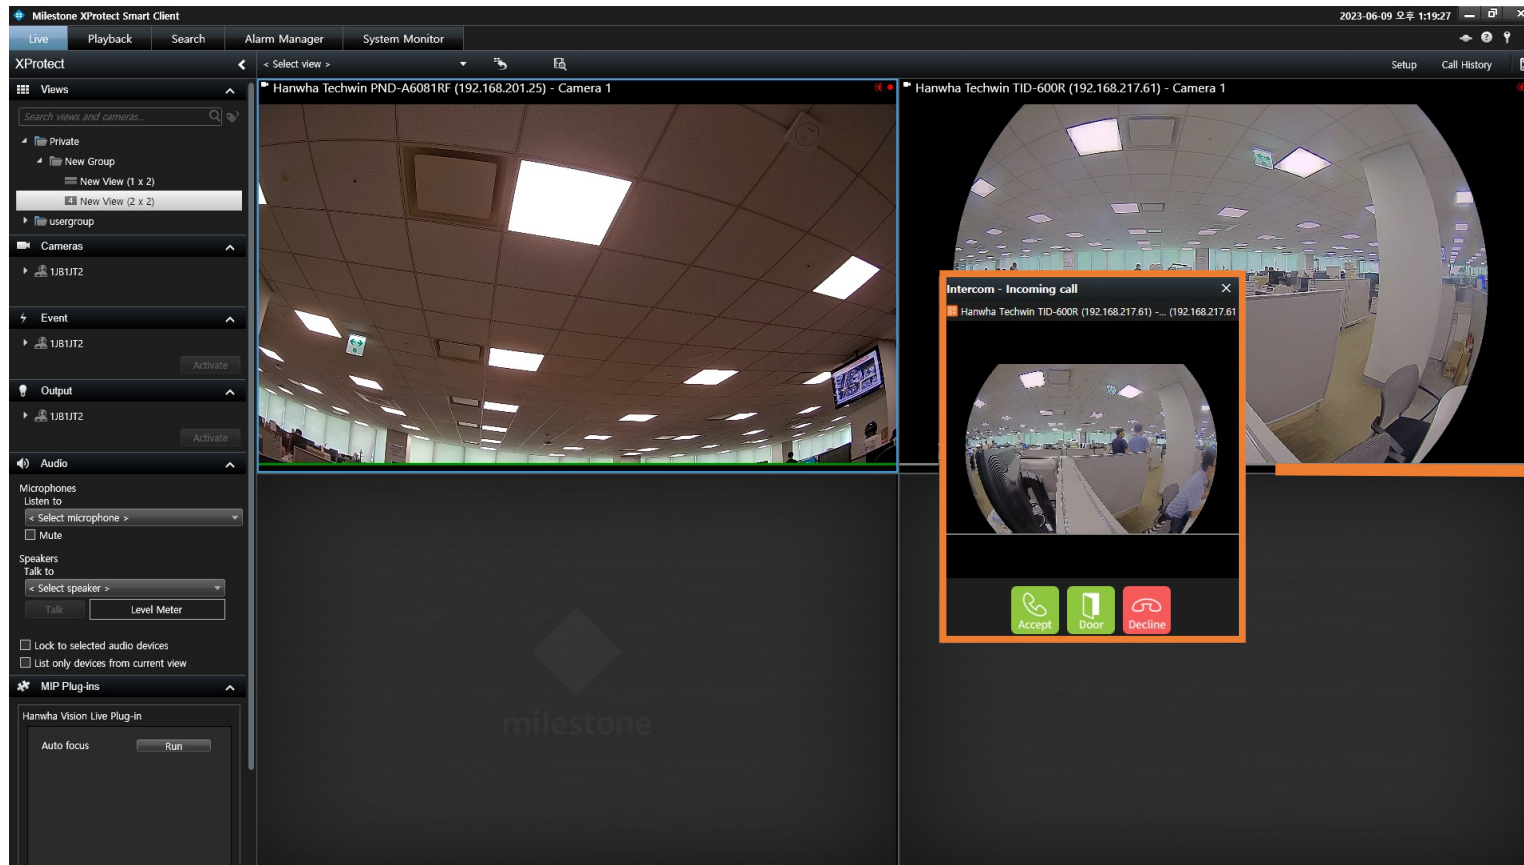 Milestone XProtect Smart Client
2023-06-09 오후 1:19:27
Live Playback Search Alarm Manager System Monitor
XProtect
< Select view >
Setup Call History
Views
Search views and cameras...
Private
New Group
New View (1 x 2)
4 New View (2 x 2)
usergroup
Cameras
1JB1JT2
Event
1JB1JT2
Activate
Output
1JB1JT2
Activate
Audio
Microphones
Listen to
< Select microphone >
Mute
Speakers
Talk to
< Select speaker >
Talk Level Meter
Lock to selected audio devices
List only devices from current view
MIP Plug-ins
Hanwha Vision Live Plug-in
Auto focus Run
Hanwha Techwin PND-A6081RF (192.168.201.25) - Camera 1
Hanwha Techwin TID-600R (192.168.217.61) - Camera 1
Intercom - Incoming call
Hanwha Techwin TID-600R (192.168.217.61) -... (192.168.217.61
Accept Door Decline
milestone